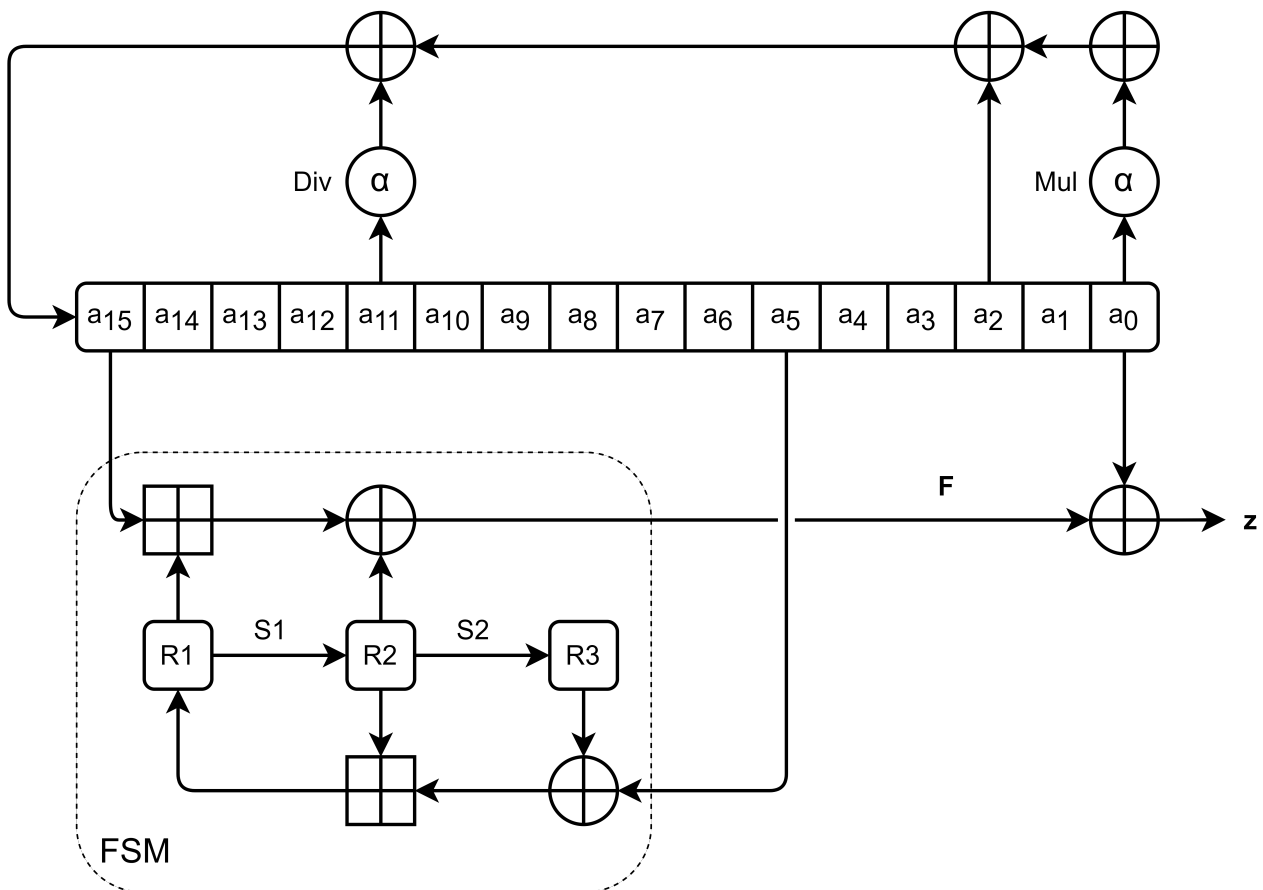 Div α Mul α
a15 a14 a13 a12 a11 a10 a9 a8 a7 a6 a5 a4 a3 a2 a1 a0
F
z
S1 S2
R1 R2 R3
FSM